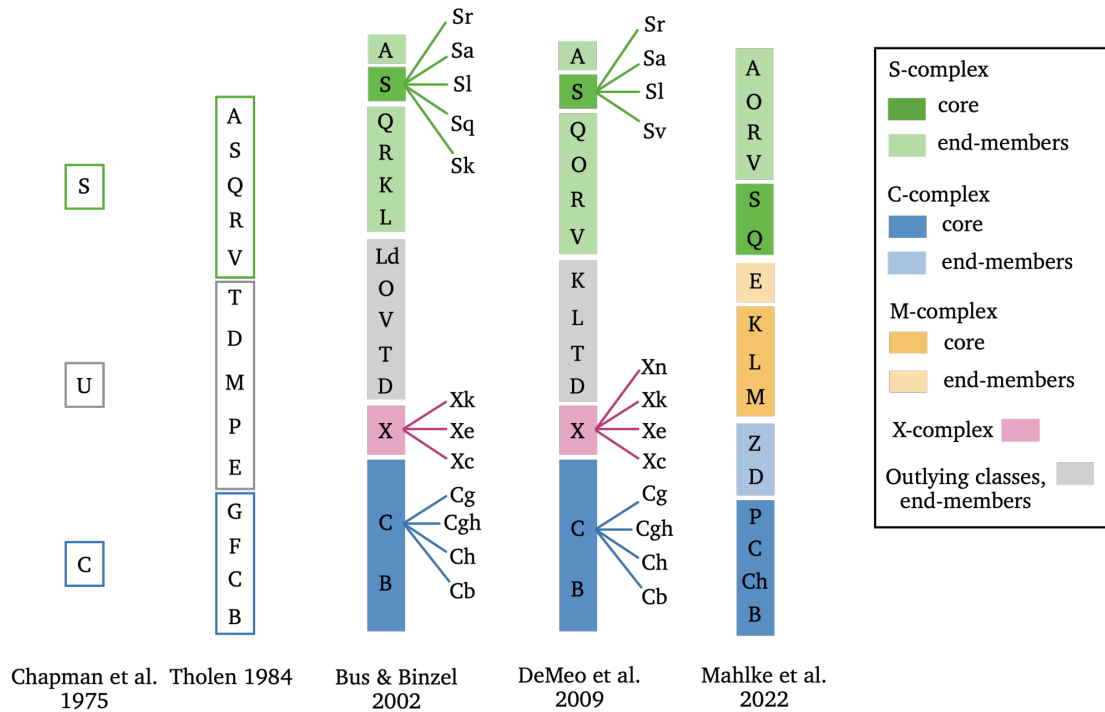 S
U
C
Chapman et al.
1975
A
S
Q
R
V
T
D
M
P
E
G
F
C
B
Tholen 1984
A
S
Sr
Sa
Sl
Sq
Sk
Q
R
K
L
Ld
O
V
T
D
X
Xk
Xe
Xc
C
Cg
Cgh
Ch
Cb
B
Bus & Binzel
2002
A
S
Sr
Sa
Sl
Sv
Q
O
R
V
K
L
T
D
X
Xn
Xk
Xe
Xc
C
Cg
Cgh
Ch
Cb
B
DeMeo et al.
2009
A
O
R
V
S
Q
E
K
L
M
Z
D
P
C
Ch
B
Mahlke et al.
2022
S-complex
core
end-members
C-complex
core
end-members
M-complex
core
end-members
X-complex
Outlying classes,
end-members